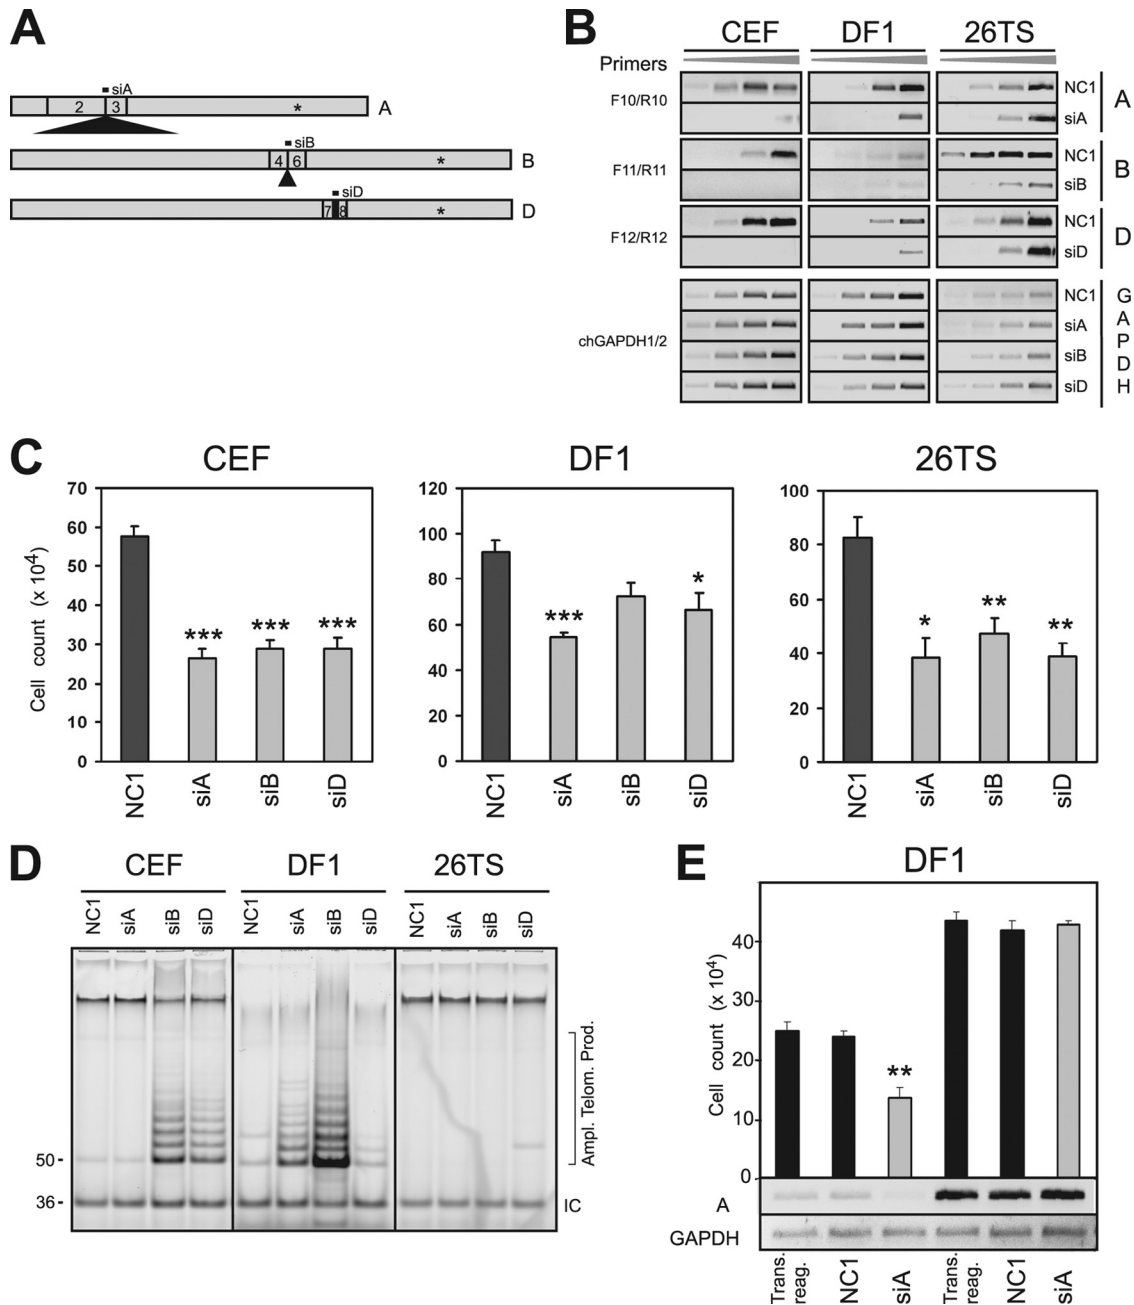 A
siA
2 3 * A
siB
4 6 * B
siD
7 8 * D
B
CEF DF1 26TS
Primers
F10/R10
NC1
siA
A
F11/R11
NC1
siB
B
F12/R12
NC1
siD
D
chGAPDH1/2
NC1
siA
siB
siD
G
A
P
D
H
C
CEF
Cell count (x 10⁴)
70
60
50
40
30
20
10
0
*** *** ***
NC1 siA siB siD
DF1
120
100
80
60
40
20
0
*** *
NC1 siA siB siD
26TS
100
80
60
40
20
0
* ** **
NC1 siA siB siD
D
CEF DF1 26TS
NC1 siA siB siD NC1 siA siB siD NC1 siA siB siD
Ampl. Telom. Prod.
50 -
36 -
IC
E
DF1
Cell count (x 10⁴)
40
30
20
10
0
**
A
GAPDH
Trans. reag. NC1 siA Trans. reag. NC1 siA